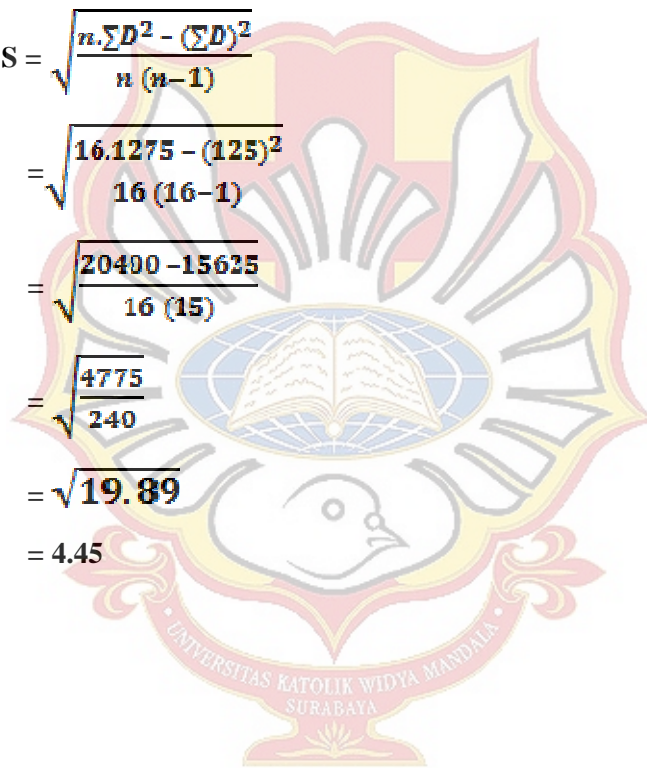 S = √(n.∑D² - (∑D)² / n (n–1))
= √(16.1275 – (125)² / 16 (16–1))
= √(20400 –15625 / 16 (15))
= √(4775 / 240)
= √19.89
= 4.45
UNIVERSITAS KATOLIK WIDYA MANDALA
SURABAYA